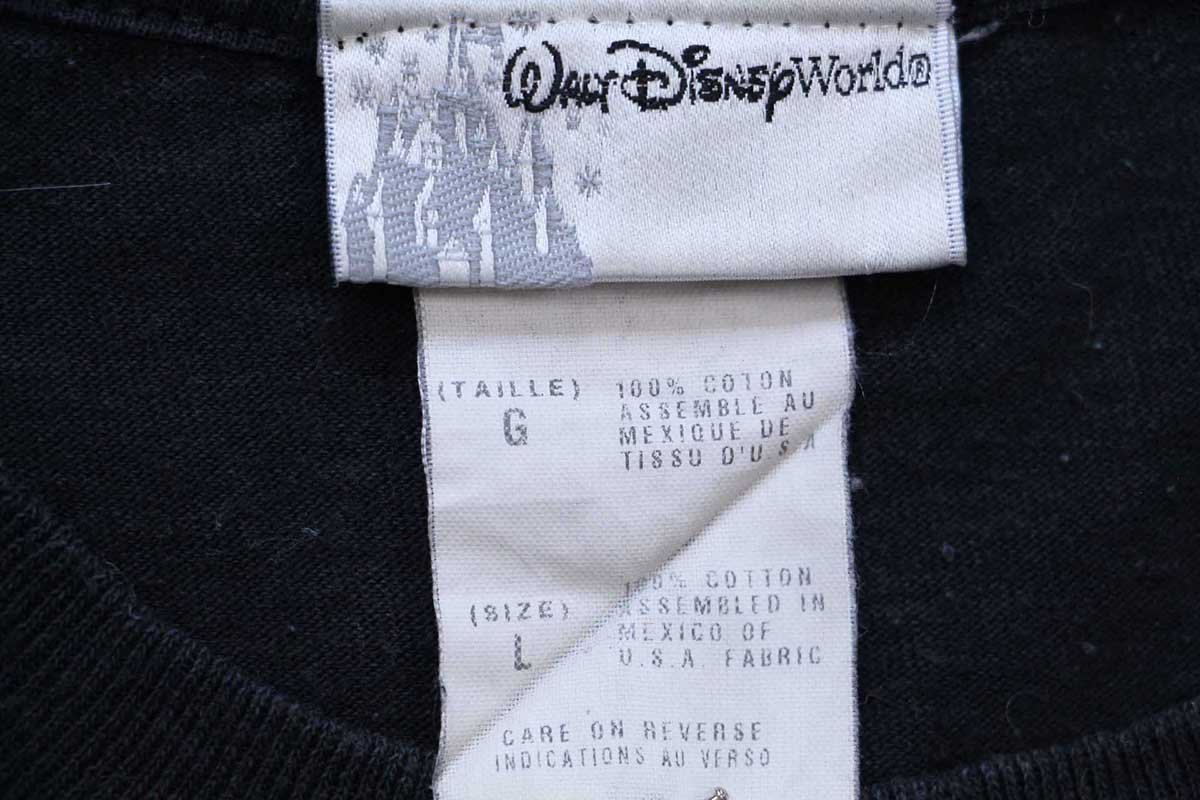 WALT DISNEY World®
(TAILLE)
G
100% COTON
ASSEMBLE AU
MEXIQUE DE
TISSU D'U.S.A
(SIZE)
L
100% COTTON
ASSEMBLED IN
MEXICO OF
U.S.A. FABRIC
CARE ON REVERSE
INDICATIONS AU VERSO